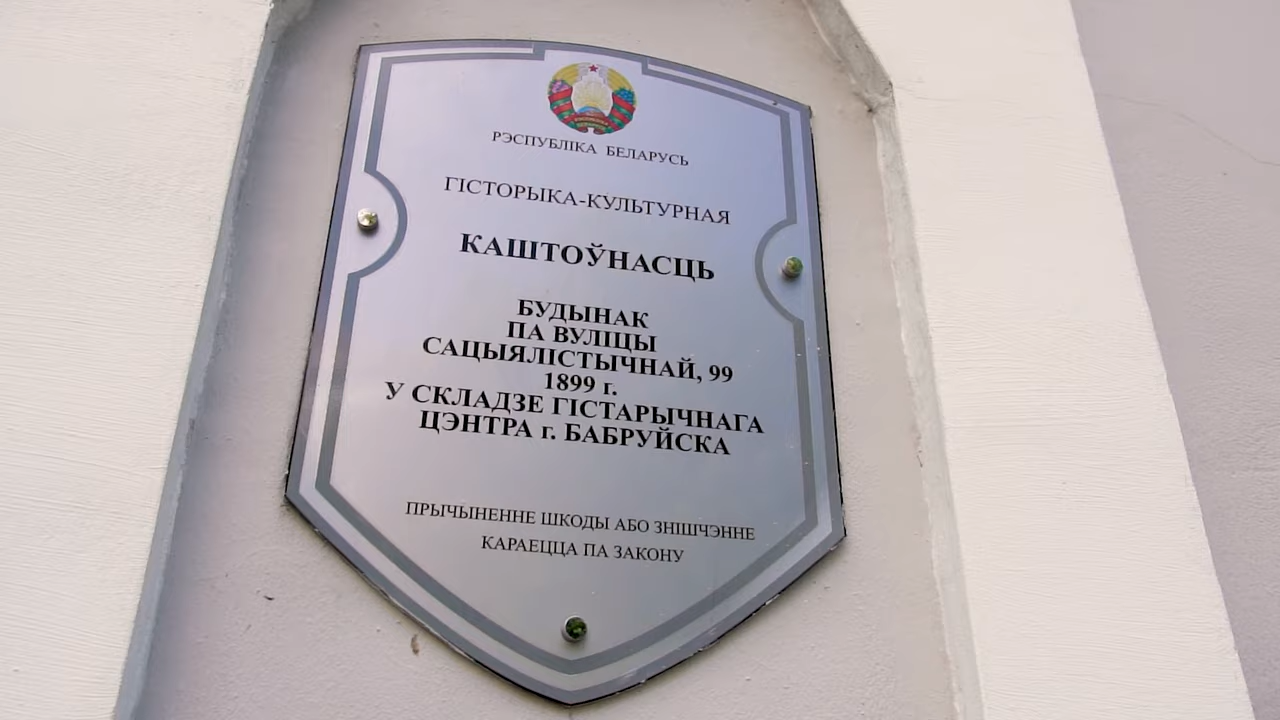 РЭСПУБЛІКА БЕЛАРУСЬ
ГІСТОРЫКА-КУЛЬТУРНАЯ
КАШТОЎНАСЦЬ
БУДЫНАК
ПА ВУЛІЦЫ
САЦЫЯЛІСТЫЧНАЙ, 99
1899 г.
У СКЛАДЗЕ ГІСТАРЫЧНАГА
ЦЭНТРА г. БАБРУЙСКА
ПРЫЧЫНЕННЕ ШКОДЫ АБО ЗНІШЧЭННЕ
КАРАЕЦЦА ПА ЗАКОНУ